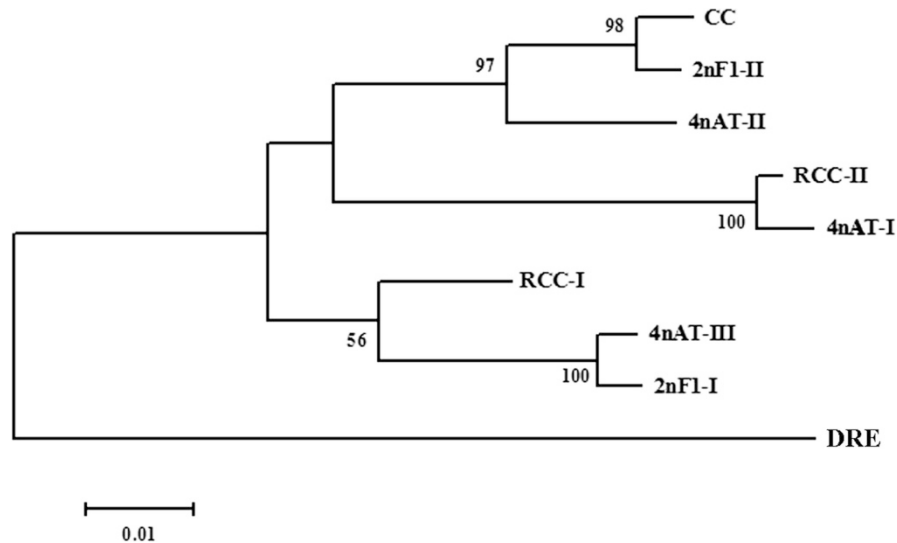 CC
98
2nF1-II
97
4nAT-II
RCC-II
100
4nAT-I
RCC-I
56
4nAT-III
100
2nF1-I
DRE
0.01